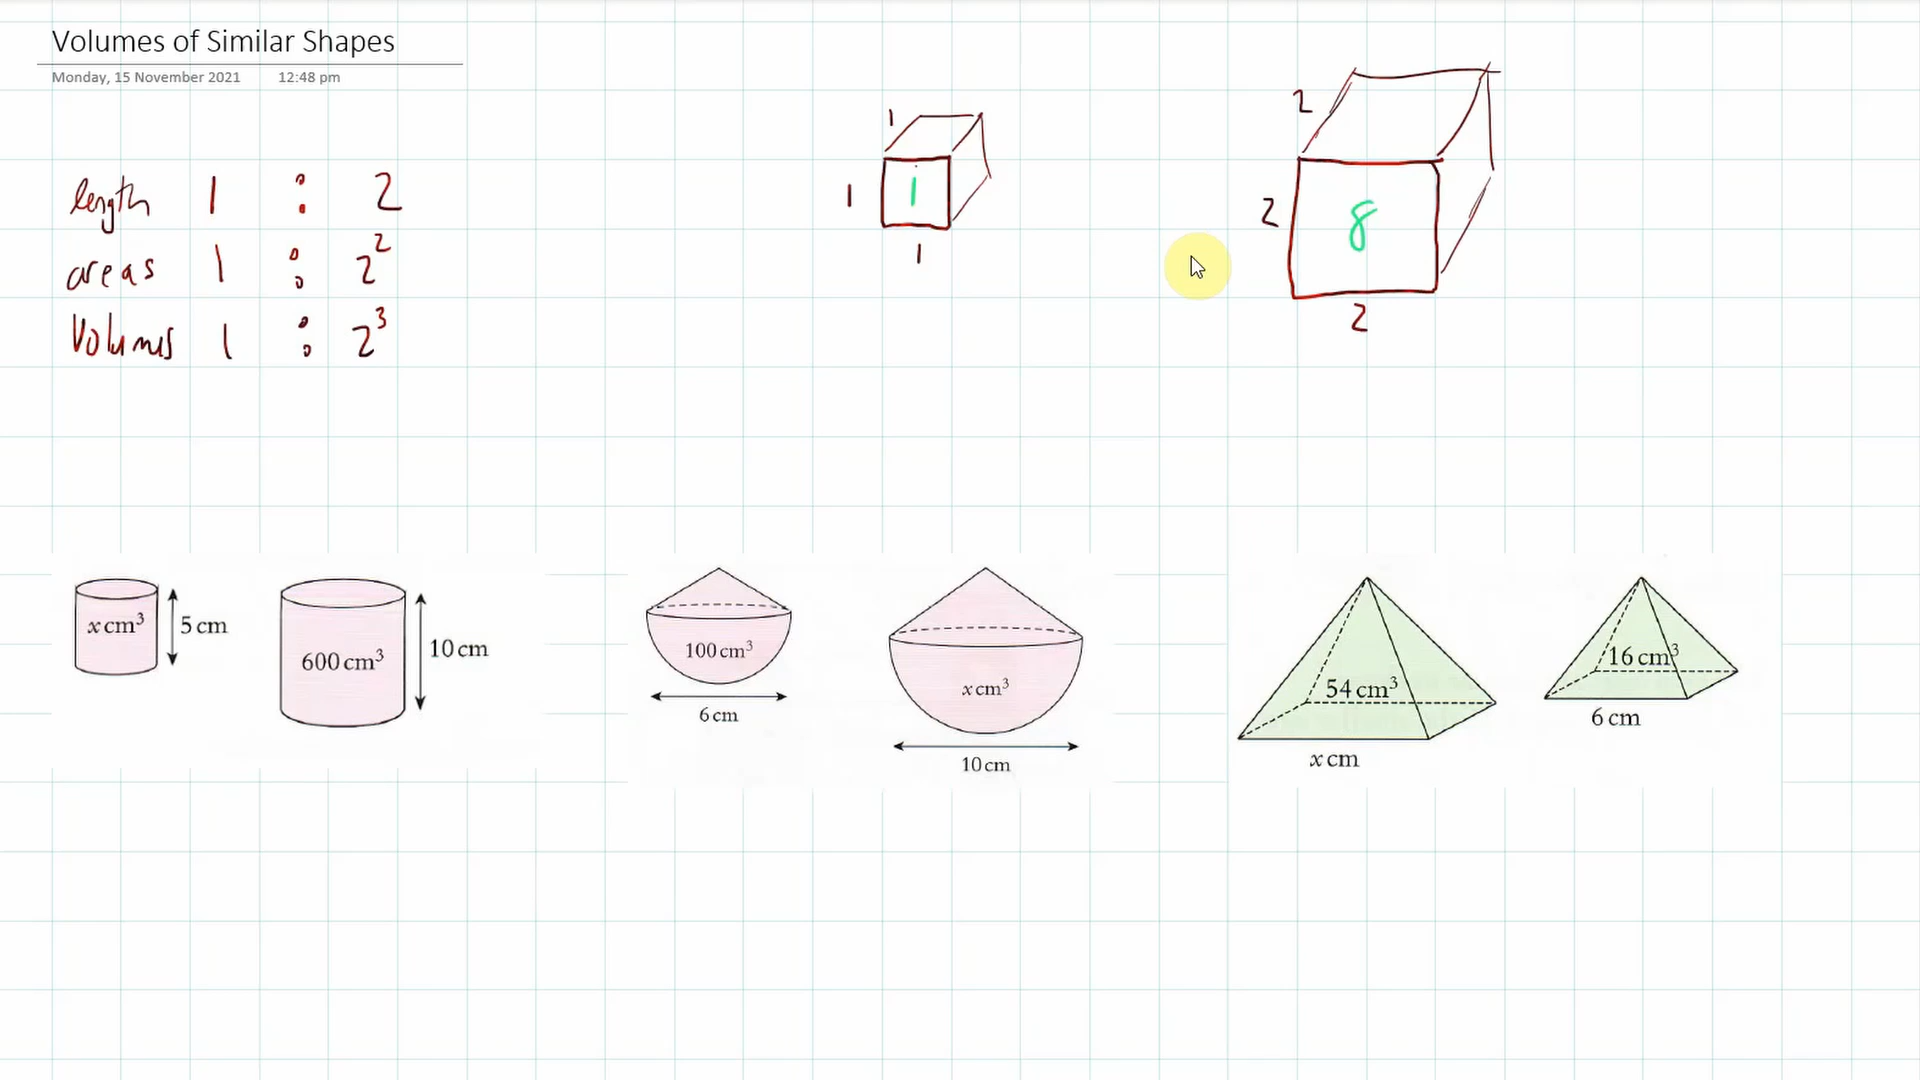 Volumes of Similar Shapes
Monday, 15 November 2021 12:48 pm
length 1 : 2
areas 1 : 2²
Volumes 1 : 2³
1
1
1
1
2
2
8
2
x cm³
5 cm
600 cm³
10 cm
100 cm³
6 cm
x cm³
10 cm
54 cm³
x cm
16 cm³
6 cm